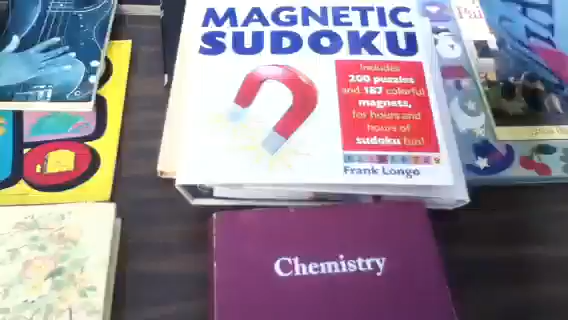 MAGNETIC
SUDOKU
Includes
200 puzzles
and 187 colorful
magnets,
for hours and
hours of
sudoku fun!
Frank Longo
Chemistry